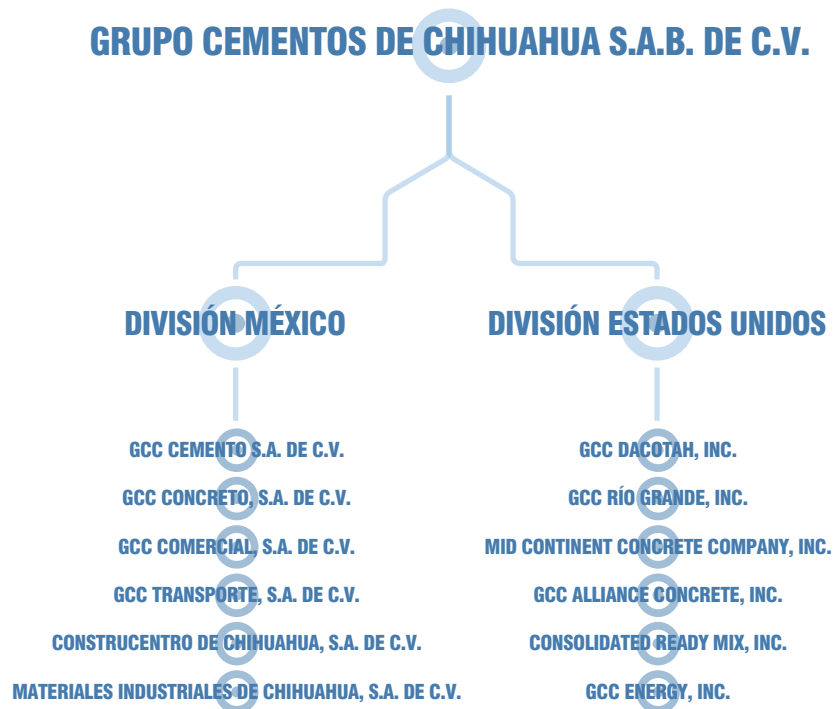 GRUPO CEMENTOS DE CHIHUAHUA S.A.B. DE C.V.
DIVISIÓN MÉXICO
GCC CEMENTO S.A. DE C.V.
GCC CONCRETO, S.A. DE C.V.
GCC COMERCIAL, S.A. DE C.V.
GCC TRANSPORTE, S.A. DE C.V.
CONSTRUCENTRO DE CHIHUAHUA, S.A. DE C.V.
MATERIALES INDUSTRIALES DE CHIHUAHUA, S.A. DE C.V.
DIVISIÓN ESTADOS UNIDOS
GCC DACOTAH, INC.
GCC RÍO GRANDE, INC.
MID CONTINENT CONCRETE COMPANY, INC.
GCC ALLIANCE CONCRETE, INC.
CONSOLIDATED READY MIX, INC.
GCC ENERGY, INC.